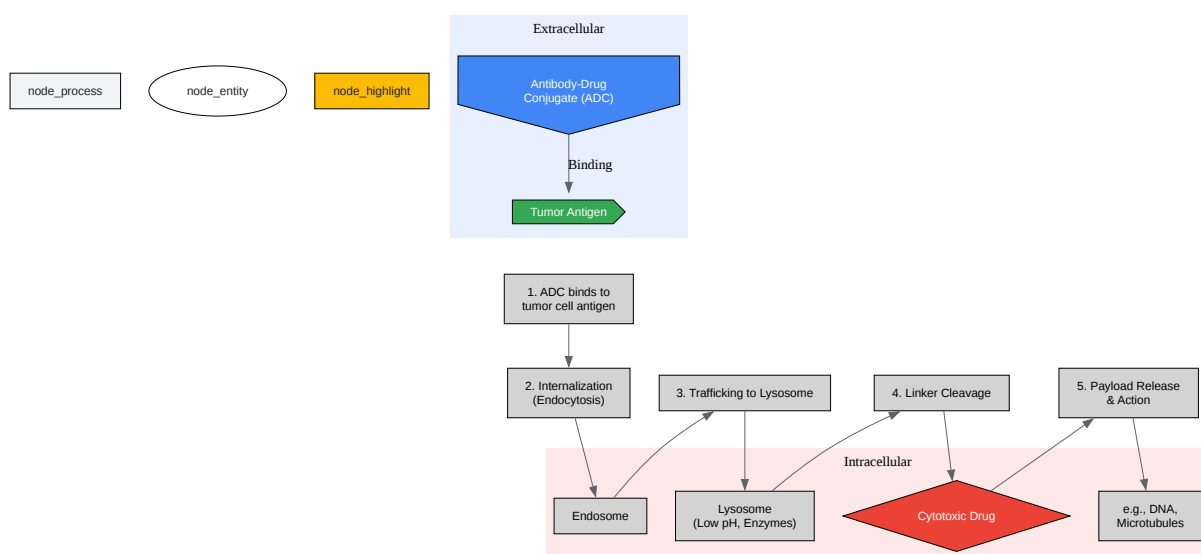 Extracellular
node_process
node_entity
node_highlight
Antibody-Drug
Conjugate (ADC)
Binding
Tumor Antigen
1. ADC binds to
tumor cell antigen
2. Internalization
(Endocytosis)
3. Trafficking to Lysosome
4. Linker Cleavage
5. Payload Release
& Action
Intracellular
Endosome
Lysosome
(Low pH, Enzymes)
Cytotoxic Drug
e.g., DNA,
Microtubules